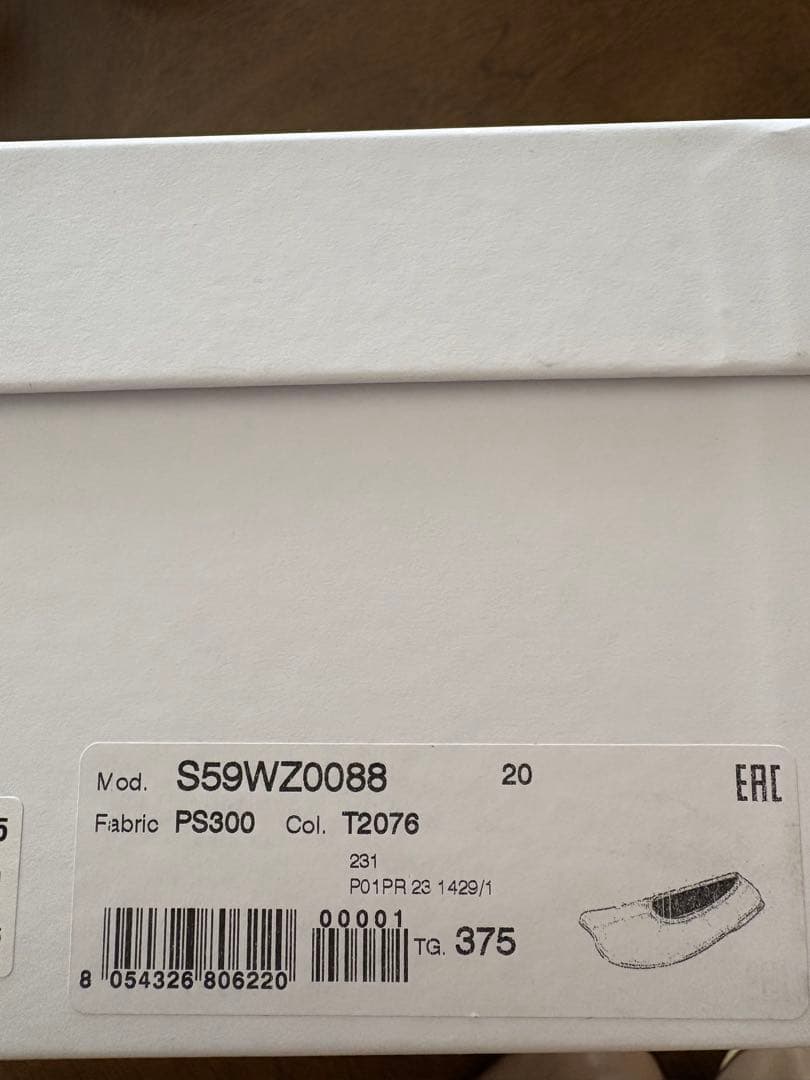 Mod. S59WZ0088 20 EAC
Fabric PS300 Col. T2076
231
P01PR 23 1429/1
00001
TG. 375
8 054326 806220
5